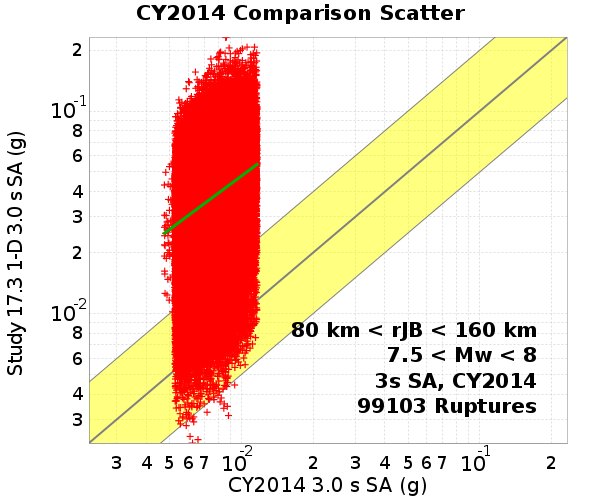 CY2014 Comparison Scatter
Study 17.3 1-D 3.0 s SA (g)
2
10-1
8
6
4
3
2
10-2
8
6
4
3
80 km < rJB < 160 km
7.5 < Mw < 8
3s SA, CY2014
99103 Ruptures
3 4 5 6 7 10-2 2 3 4 5 6 7 10-1 2
CY2014 3.0 s SA (g)